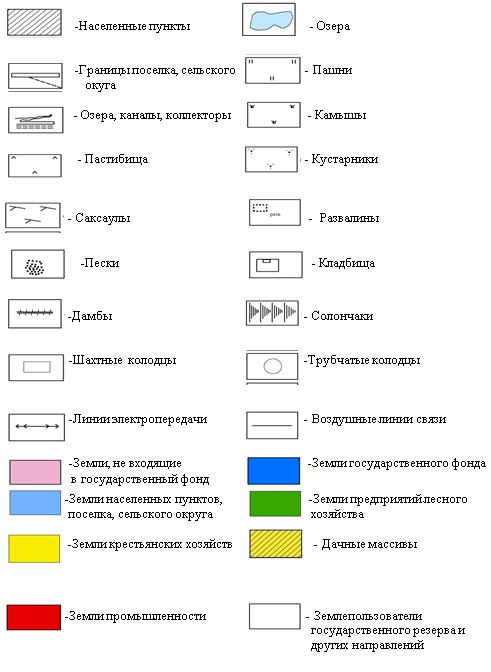 -Населенные пункты
- Озера
-Границы поселка, сельского
округа
- Пашни
- Озера, каналы, коллекторы
- Камышы
- Пастибища
- Кустарники
- Саксаулы
разв
- Развалины
-Пески
- Кладбища
-Дамбы
- Солончаки
-Шахтные колодцы
-Трубчатые колодцы
-Линии электропередачи
- Воздушные линии связи
-Земли, не входящие
в государственный фонд
-Земли государственного фонда
-Земли населенных пунктов,
поселка, сельского округа
-Земли предприятий лесного
хозяйства
-Земли крестьянских хозяйств
- Дачные массивы
-Земли промышленности
- Землепользователи
государственного резерва и
других направлений